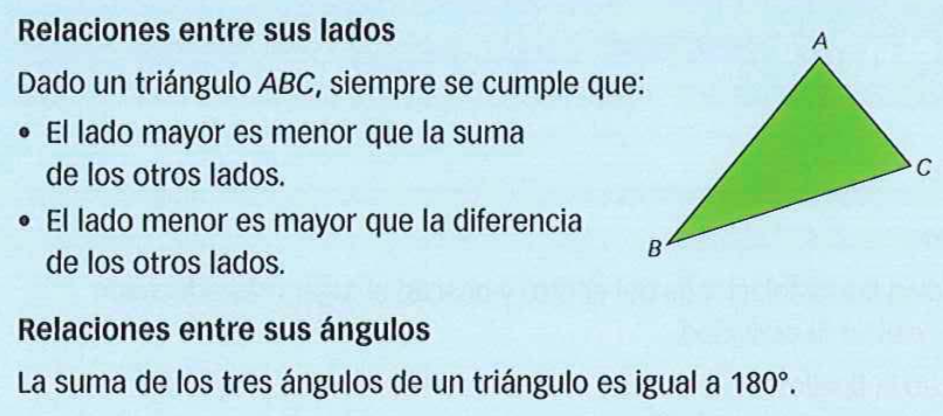 Relaciones entre sus lados
Dado un triángulo ABC, siempre se cumple que:
• El lado mayor es menor que la suma
de los otros lados.
• El lado menor es mayor que la diferencia
de los otros lados.
A
C
B
Relaciones entre sus ángulos
La suma de los tres ángulos de un triángulo es igual a 180°.